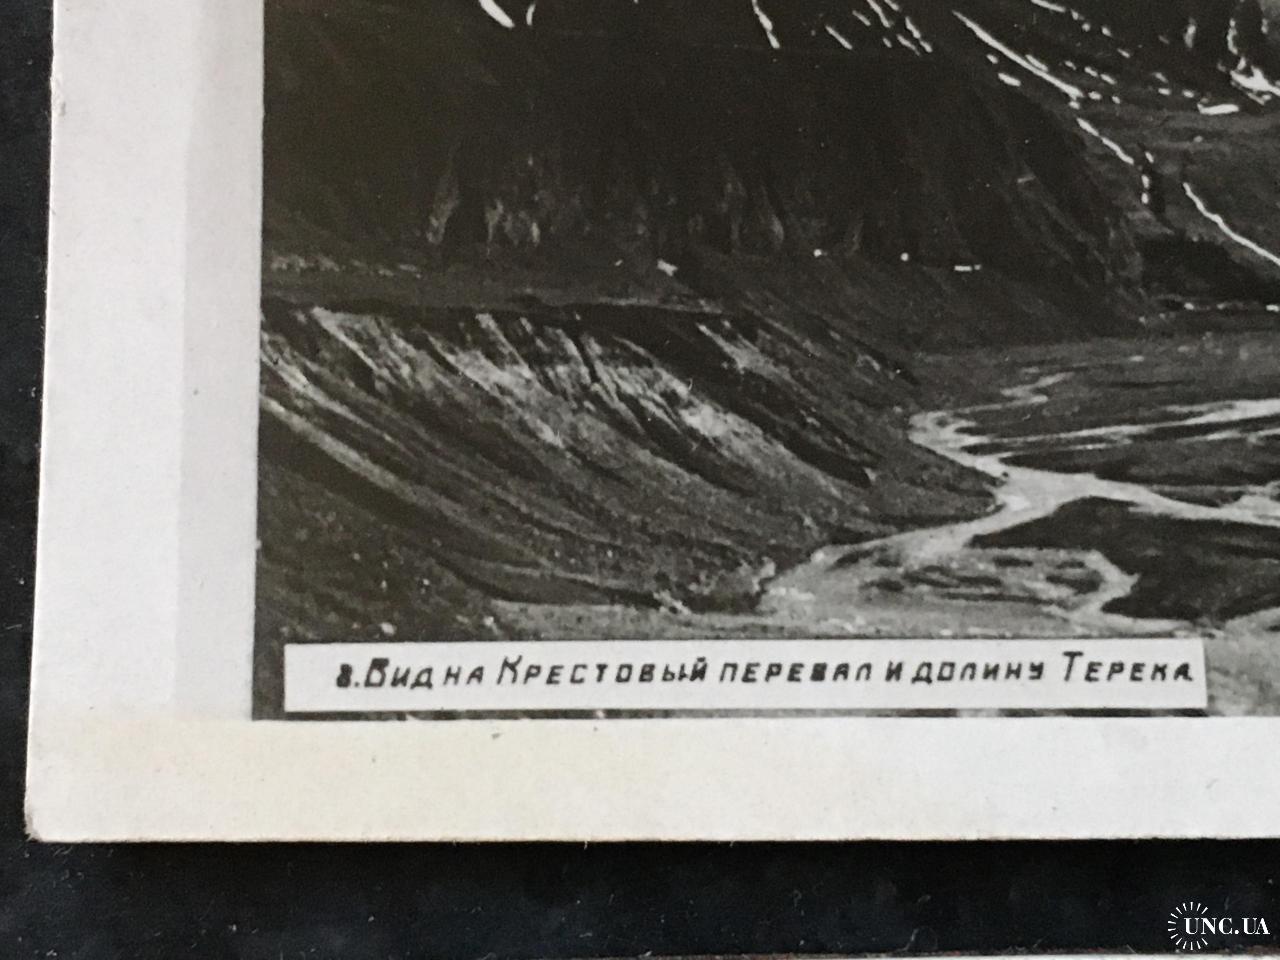 8. Вид на Крестовый перевал и долину Терека
UNC.UA